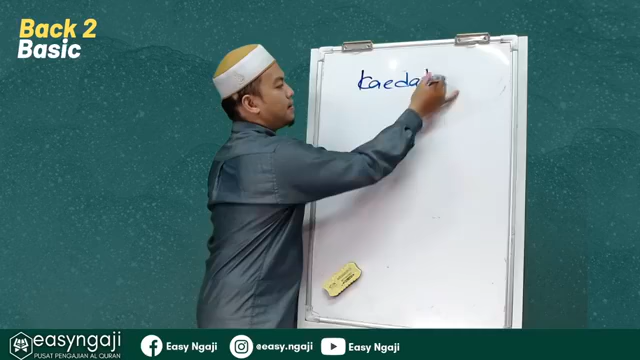 Back 2
Basic
Kaedah
easyngaji
PUSAT PENGAJIAN AL QURAN
Easy Ngaji
@easy.ngaji
Easy Ngaji